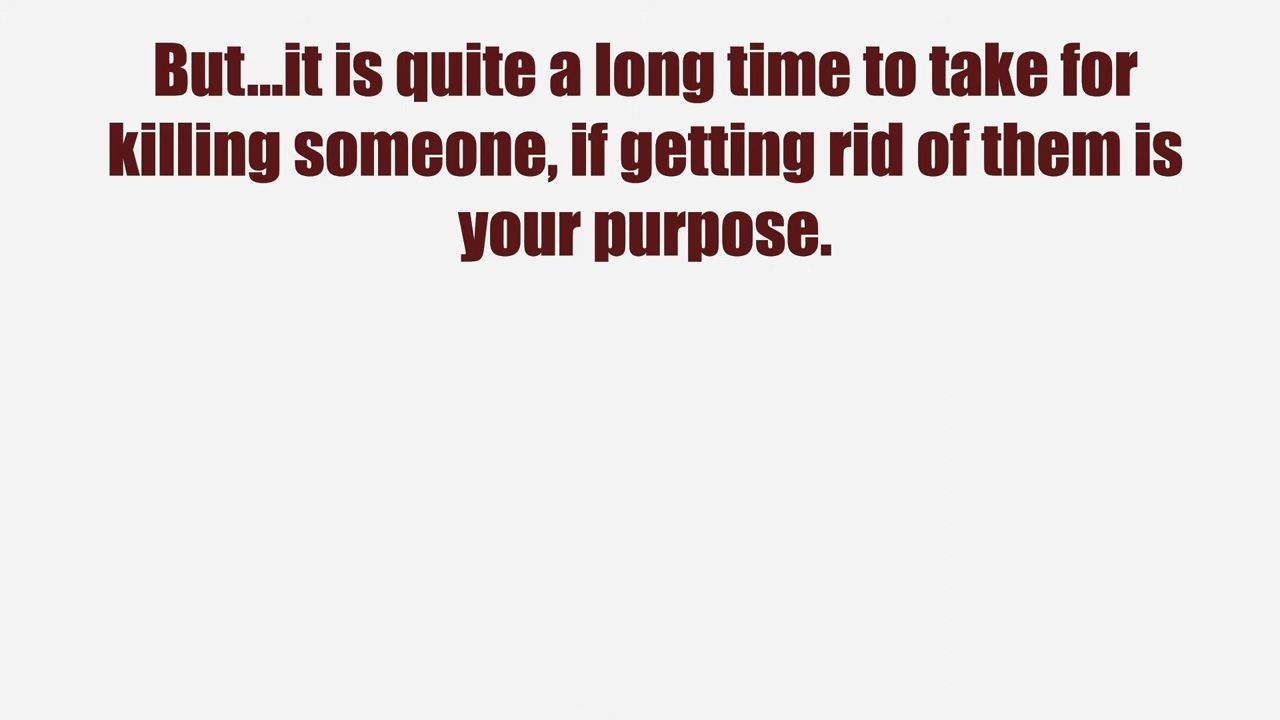 But...it is quite a long time to take for
killing someone, if getting rid of them is
your purpose.